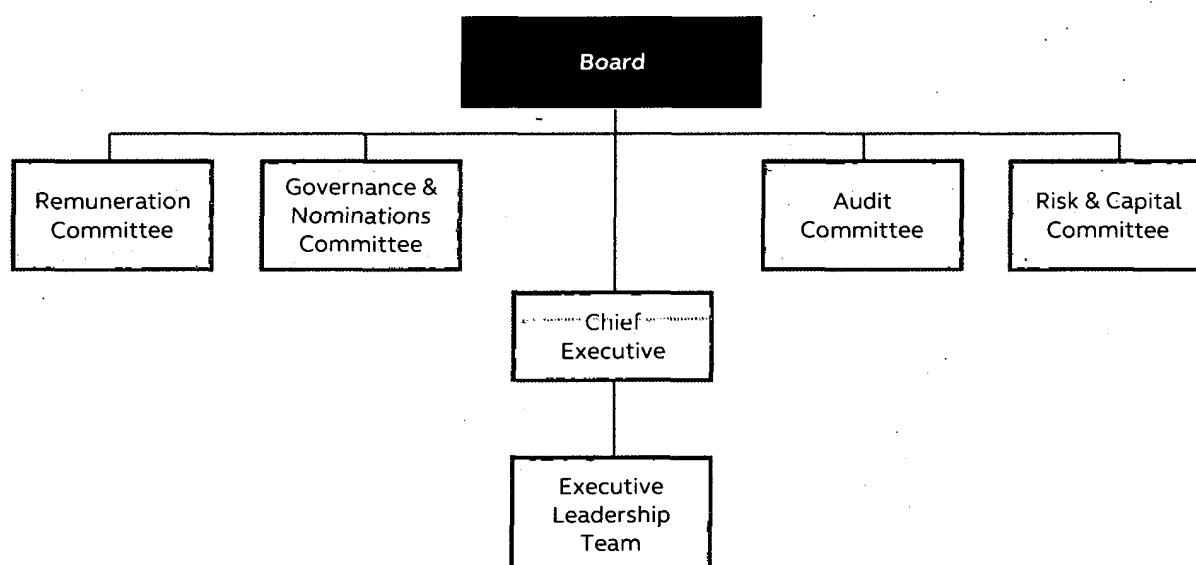 Board
Remuneration
Committee
Governance &
Nominations
Committee
Audit
Committee
Risk & Capital
Committee
Chief
Executive
Executive
Leadership
Team